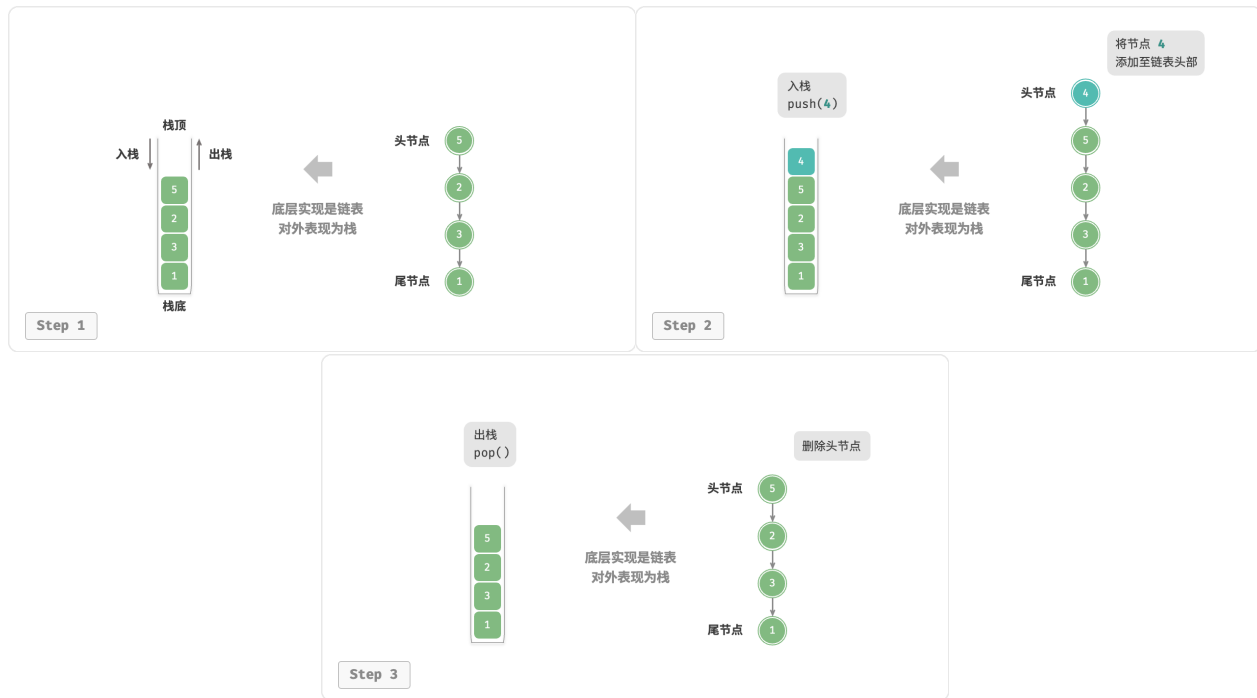 栈顶
入栈
出栈
5
2
3
1
栈底
底层实现是链表
对外表现为栈
头节点
5
2
3
尾节点
1
Step 1
入栈
push(4)
4
5
2
3
1
底层实现是链表
对外表现为栈
将节点 4
添加至链表头部
头节点
4
5
2
3
尾节点
1
Step 2
出栈
pop()
5
2
3
1
底层实现是链表
对外表现为栈
删除头节点
头节点
5
2
3
尾节点
1
Step 3